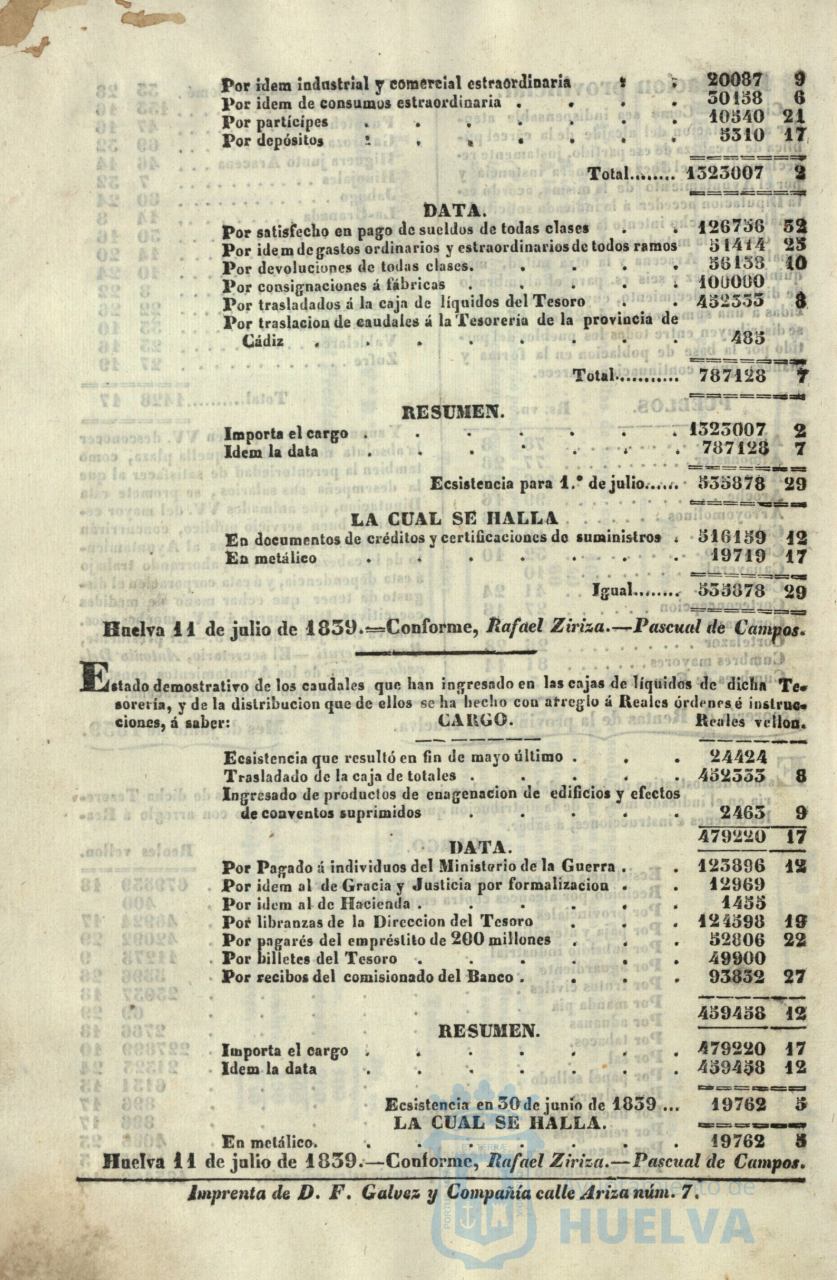 Por idem industrial y comercial estraordinaria . . 20087 9
Por idem de consumos estraordinaria . . . . 30138 6
Por partícipes . . . . . . 10540 21
Por depósitos . . . . . . 5310 17
Total........ 1323007 2
DATA.
Por satisfecho en pago de sueldos de todas clases . . 126756 32
Por idem de gastos ordinarios y estraordinarios de todos ramos 51414 25
Por devoluciones de todas clases. . . . . . 56138 10
Por consignaciones á fábricas . . . . . 100000
Por trasladados á la caja de líquidos del Tesoro . . 452333 8
Por traslacion de caudales á la Tesorería de la provincia de
Cádiz . . . . . . . 485
Total........... 787128 7
RESUMEN.
Importa el cargo . . . . . . . 1323007 2
Idem la data . . . . . . 787128 7
Ecsistencia para 1.º de julio...... 535878 29
LA CUAL SE HALLA
En documentos de créditos y certificaciones de suministros . 516159 12
En metálico . . . . . . 19719 17
Igual........ 535878 29
Huelva 11 de julio de 1839.=Conforme, Rafael Ziriza.—Pascual de Campos.
Estado demostrativo de los caudales que han ingresado en las cajas de líquidos de dicha Te-
sorería, y de la distribucion que de ellos se ha hecho con arreglo á Reales órdenes é instruc-
ciones, á saber: CARGO. Reales vellon.
Ecsistencia que resultó en fin de mayo último . . . 24424
Trasladado de la caja de totales . . . . . 452333 8
Ingresado de productos de enagenacion de edificios y efectos
de conventos suprimidos . . . . . 2463 9
479220 17
DATA.
Por Pagado á individuos del Ministerio de la Guerra . . 123896 12
Por idem al de Gracia y Justicia por formalizacion . . 12969
Por idem al de Hacienda . . . . . . 1455
Por libranzas de la Direccion del Tesoro . . . 124598 19
Por pagarés del empréstito de 200 millones . . . 52806 22
Por billetes del Tesoro . . . . . . 49900
Por recibos del comisionado del Banco . . . . 93832 27
459458 12
RESUMEN.
Importa el cargo . . . . . . . 479220 17
Idem la data . . . . . . 459458 12
Ecsistencia en 30 de junio de 1839 ... 19762 5
LA CUAL SE HALLA.
En metálico. . . . . . . 19762 5
Huelva 11 de julio de 1839.—Conforme, Rafael Ziriza.—Pascual de Campos.
Imprenta de D. F. Galvez y Compañía calle Ariza núm. 7.
HUELVA